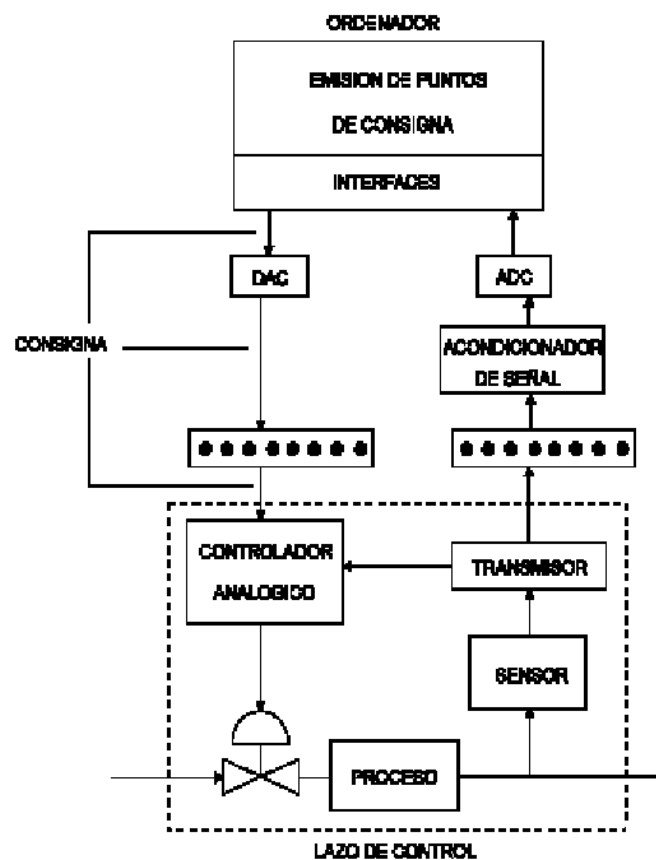 ORDENADOR
EMISION DE PUNTOS
DE CONSIGNA
INTERFACES
DAC
ADC
CONSIGNA
ACONDICIONADOR
DE SEÑAL
CONTROLADOR
ANALOGICO
TRANSMISOR
SENSOR
PROCESO
LAZO DE CONTROL